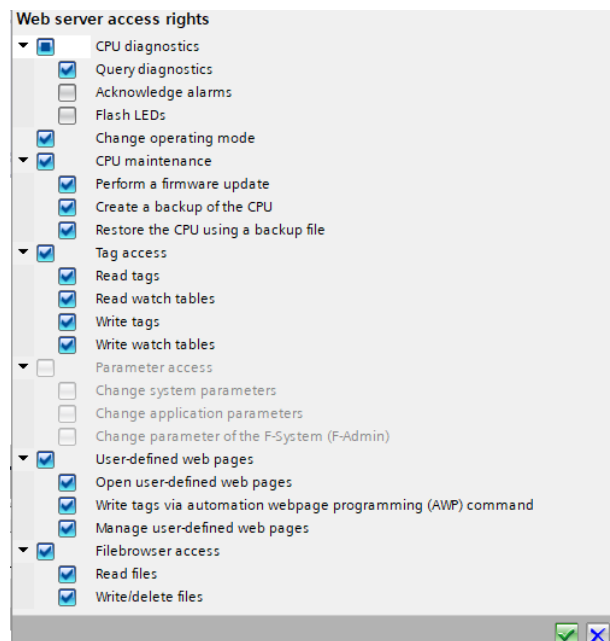 Web server access rights
CPU diagnostics
Query diagnostics
Acknowledge alarms
Flash LEDs
Change operating mode
CPU maintenance
Perform a firmware update
Create a backup of the CPU
Restore the CPU using a backup file
Tag access
Read tags
Read watch tables
Write tags
Write watch tables
Parameter access
Change system parameters
Change application parameters
Change parameter of the F-System (F-Admin)
User-defined web pages
Open user-defined web pages
Write tags via automation webpage programming (AWP) command
Manage user-defined web pages
Filebrowser access
Read files
Write/delete files